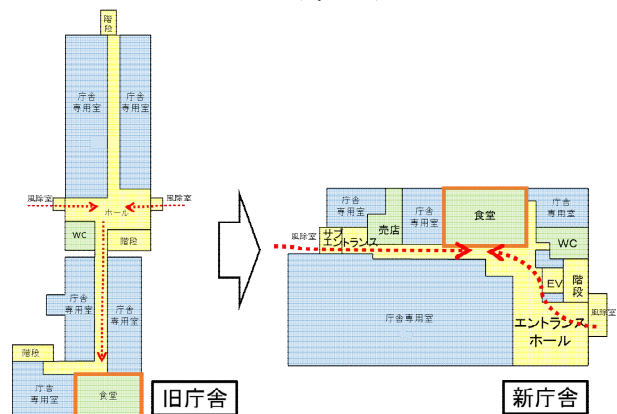 階段
庁舎
専用室
庁舎
専用室
風除室
風除室
ホール
WC
階段
庁舎
専用室
庁舎
専用室
階段
庁舎
専用室
食堂
旧庁舎
庁舎
専用室
売店
庁舎
専用室
食堂
庁舎
専用室
風除室
サブ
エントランス
WC
EV
階
段
風除室
庁舎専用室
エントランス
ホール
新庁舎